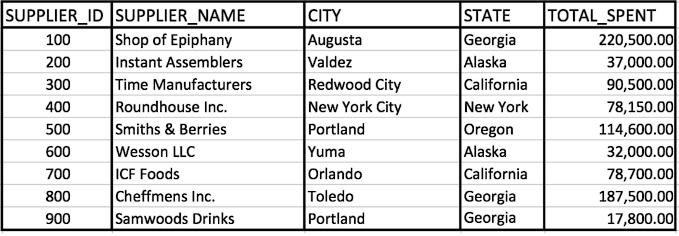 SUPPLIER_ID SUPPLIER_NAME CITY STATE TOTAL_SPENT
100 Shop of Epiphany Augusta Georgia 220,500.00
200 Instant Assemblers Valdez Alaska 37,000.00
300 Time Manufacturers Redwood City California 90,500.00
400 Roundhouse Inc. New York City New York 78,150.00
500 Smiths & Berries Portland Oregon 114,600.00
600 Wesson LLC Yuma Alaska 32,000.00
700 ICF Foods Orlando California 78,700.00
800 Cheffmens Inc. Toledo Georgia 187,500.00
900 Samwoods Drinks Portland Georgia 17,800.00